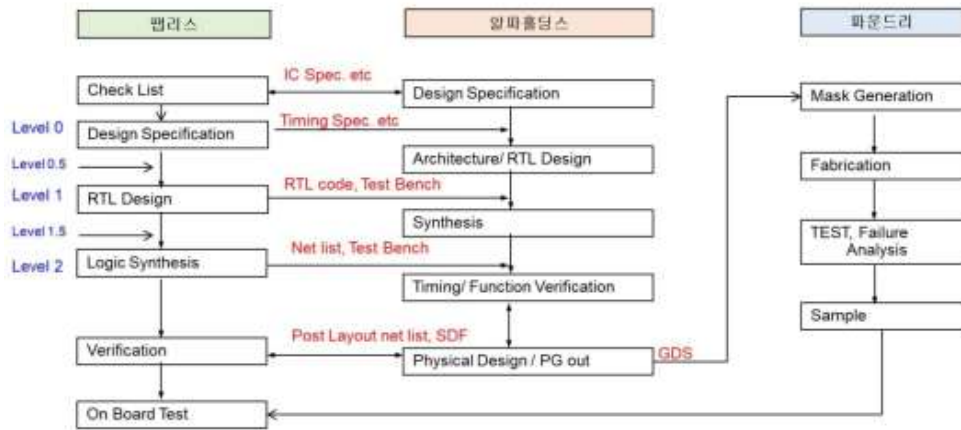 팹리스
알파홀딩스
파운드리
IC Spec. etc
Check List
Design Specification
Mask Generation
Level 0
Design Specification
Timing Spec. etc
Level 0.5
Architecture/ RTL Design
Fabrication
Level 1
RTL Design
RTL code, Test Bench
Synthesis
Level 1.5
TEST, Failure
Analysis
Level 2
Logic Synthesis
Net list, Test Bench
Timing/ Function Verification
Sample
Post Layout net list, SDF
Verification
Physical Design / PG out
GDS
On Board Test